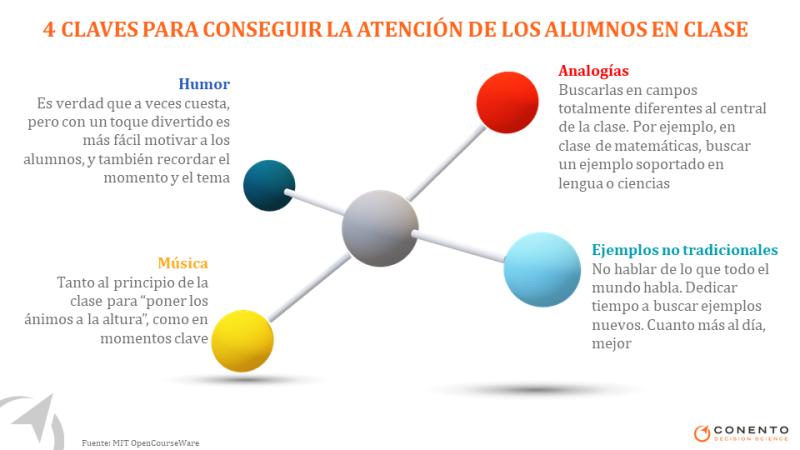 4 CLAVES PARA CONSEGUIR LA ATENCIÓN DE LOS ALUMNOS EN CLASE
Humor
Es verdad que a veces cuesta,
pero con un toque divertido es
más fácil motivar a los
alumnos, y también recordar el
momento y el tema
Analogías
Buscarlas en campos
totalmente diferentes al central
de la clase. Por ejemplo, en
clase de matemáticas, buscar
un ejemplo soportado en
lengua o ciencias
Música
Tanto al principio de la
clase para “poner los
ánimos a la altura”, como en
momentos clave
Ejemplos no tradicionales
No hablar de lo que todo el
mundo habla. Dedicar
tiempo a buscar ejemplos
nuevos. Cuanto más al día,
mejor
Fuente: MIT OpenCourseWare
CONENTO
DECISION SCIENCE